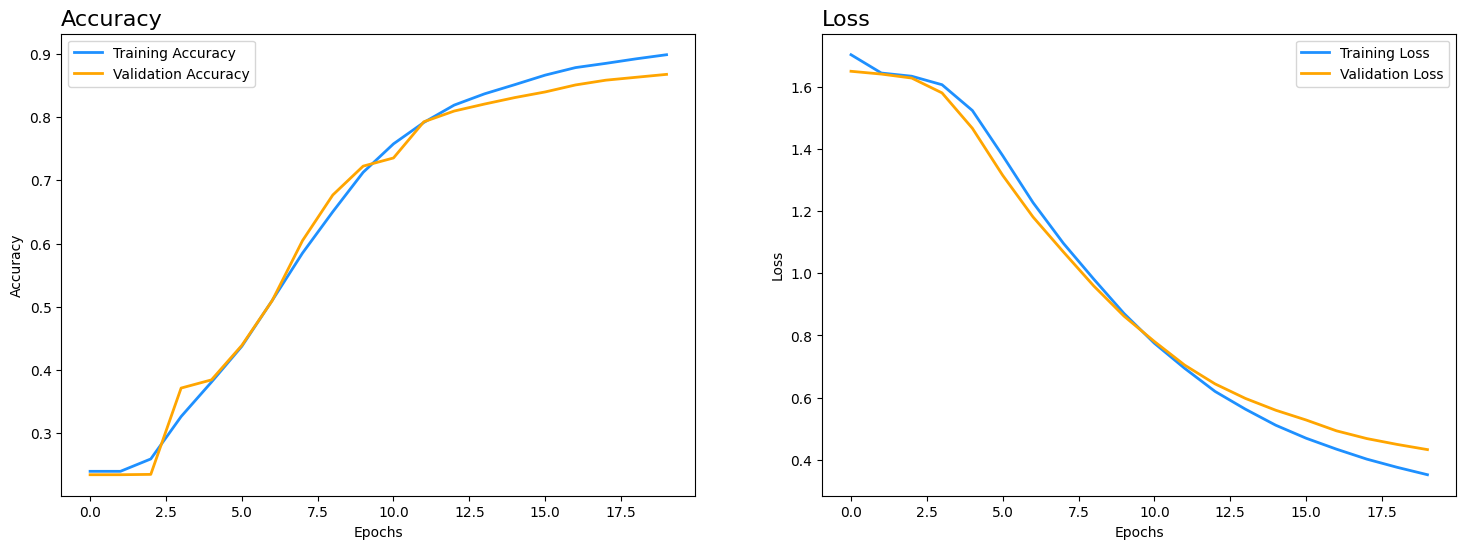 Accuracy
Training Accuracy
Validation Accuracy
0.9
0.8
0.7
0.6
0.5
0.4
0.3
Accuracy
0.0 2.5 5.0 7.5 10.0 12.5 15.0 17.5
Epochs
Loss
Training Loss
Validation Loss
1.6
1.4
1.2
1.0
0.8
0.6
0.4
Loss
0.0 2.5 5.0 7.5 10.0 12.5 15.0 17.5
Epochs